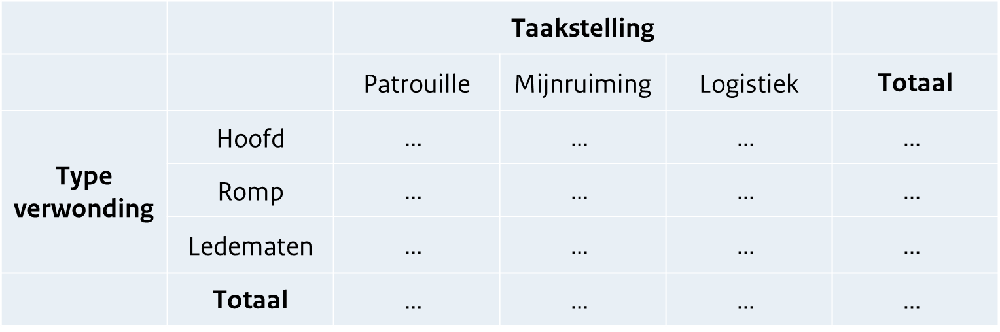 Taakstelling
Patrouille Mijnruiming Logistiek Totaal
Hoofd ... ... ... ...
Type
verwonding
Romp ... ... ... ...
Ledematen ... ... ... ...
Totaal ... ... ... ...